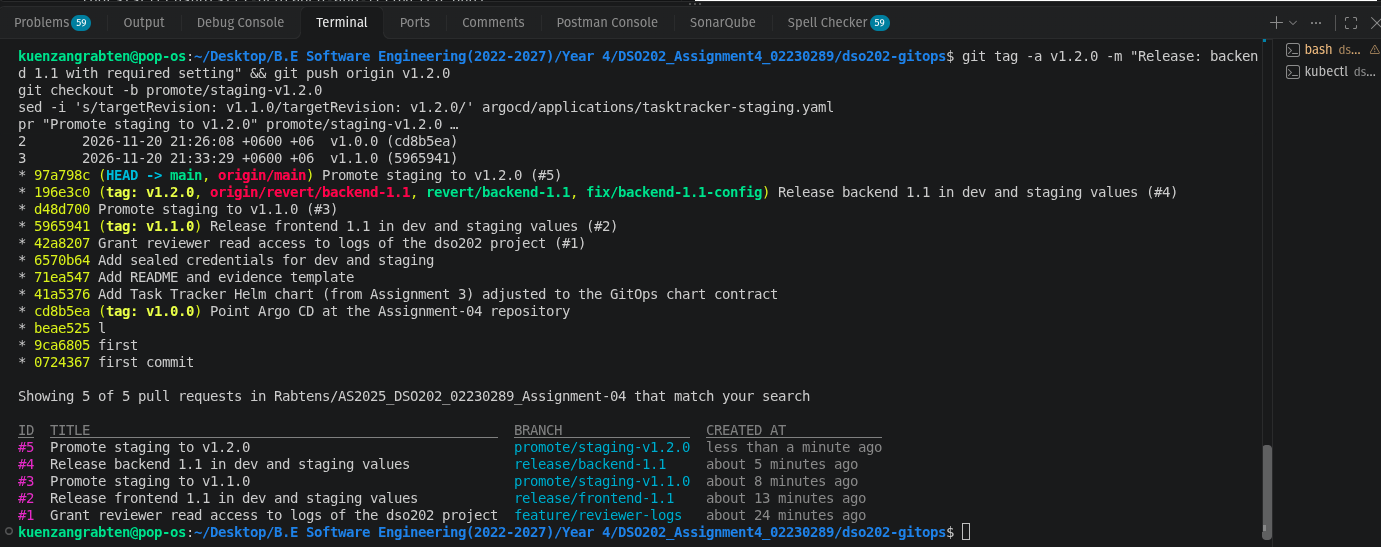 Problems 59 Output Debug Console Terminal Ports Comments Postman Console SonarQube Spell Checker 59
kuenzangrabten@pop-os:~/Desktop/B.E Software Engineering(2022-2027)/Year 4/DSO202_Assignment4_02230289/dso202-gitops$ git tag -a v1.2.0 -m "Release: backen
d 1.1 with required setting" && git push origin v1.2.0
git checkout -b promote/staging-v1.2.0
sed -i 's/targetRevision: v1.1.0/targetRevision: v1.2.0/' argocd/applications/tasktracker-staging.yaml
pr "Promote staging to v1.2.0" promote/staging-v1.2.0 …
2       2026-11-20 21:26:08 +0600 +06  v1.0.0 (cd8b5ea)
3       2026-11-20 21:33:29 +0600 +06  v1.1.0 (5965941)
* 97a798c (HEAD -> main, origin/main) Promote staging to v1.2.0 (#5)
* 196e3c0 (tag: v1.2.0, origin/revert/backend-1.1, revert/backend-1.1, fix/backend-1.1-config) Release backend 1.1 in dev and staging values (#4)
* d48d700 Promote staging to v1.1.0 (#3)
* 5965941 (tag: v1.1.0) Release frontend 1.1 in dev and staging values (#2)
* 42a8207 Grant reviewer read access to logs of the dso202 project (#1)
* 6570b64 Add sealed credentials for dev and staging
* 71ea547 Add README and evidence template
* 41a5376 Add Task Tracker Helm chart (from Assignment 3) adjusted to the GitOps chart contract
* cd8b5ea (tag: v1.0.0) Point Argo CD at the Assignment-04 repository
* beae525 l
* 9ca6805 first
* 0724367 first commit
Showing 5 of 5 pull requests in Rabtens/AS2025_DSO202_02230289_Assignment-04 that match your search
ID  TITLE  BRANCH  CREATED AT
#5  Promote staging to v1.2.0  promote/staging-v1.2.0  less than a minute ago
#4  Release backend 1.1 in dev and staging values  release/backend-1.1  about 5 minutes ago
#3  Promote staging to v1.1.0  promote/staging-v1.1.0  about 8 minutes ago
#2  Release frontend 1.1 in dev and staging values  release/frontend-1.1  about 13 minutes ago
#1  Grant reviewer read access to logs of the dso202 project  feature/reviewer-logs  about 24 minutes ago
kuenzangrabten@pop-os:~/Desktop/B.E Software Engineering(2022-2027)/Year 4/DSO202_Assignment4_02230289/dso202-gitops$
bash ds...
kubectl ds...